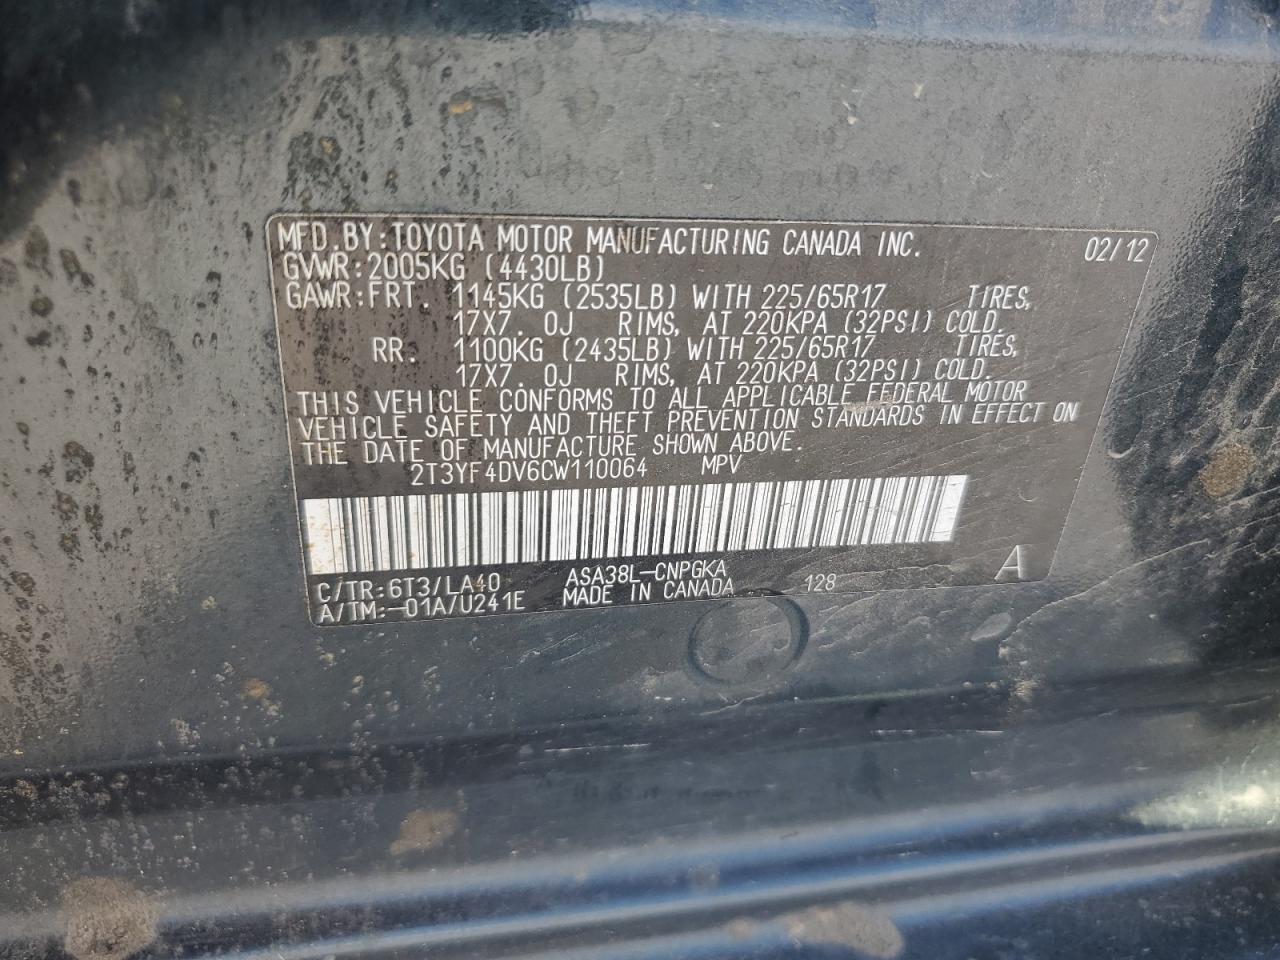 MFD.BY:TOYOTA MOTOR MANUFACTURING CANADA INC. 02/12
GVWR:2005KG (4430LB)
GAWR:FRT. 1145KG (2535LB) WITH 225/65R17 TIRES,
17X7. 0J RIMS, AT 220KPA (32PSI) COLD.
RR. 1100KG (2435LB) WITH 225/65R17 TIRES,
17X7. 0J RIMS, AT 220KPA (32PSI) COLD.
THIS VEHICLE CONFORMS TO ALL APPLICABLE FEDERAL MOTOR
VEHICLE SAFETY AND THEFT PREVENTION STANDARDS IN EFFECT ON
THE DATE OF MANUFACTURE SHOWN ABOVE.
2T3YF4DV6CW110064 MPV
C/TR:6T3/LA40 ASA38L-CNPGKA 128 A
A/TM:-01A/U241E MADE IN CANADA